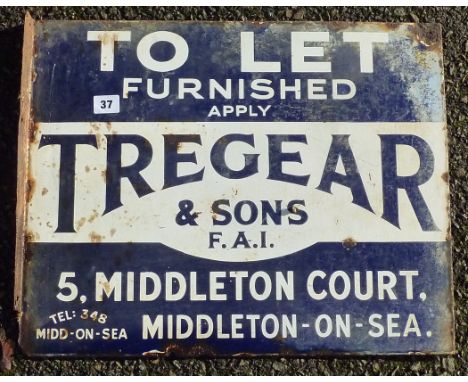 TO LET
FURNISHED
37
APPLY
TREGEAR
& SONS
F.A.I.
5, MIDDLETON COURT,
TEL: 348
MIDD-ON-SEA
MIDDLETON-ON-SEA.